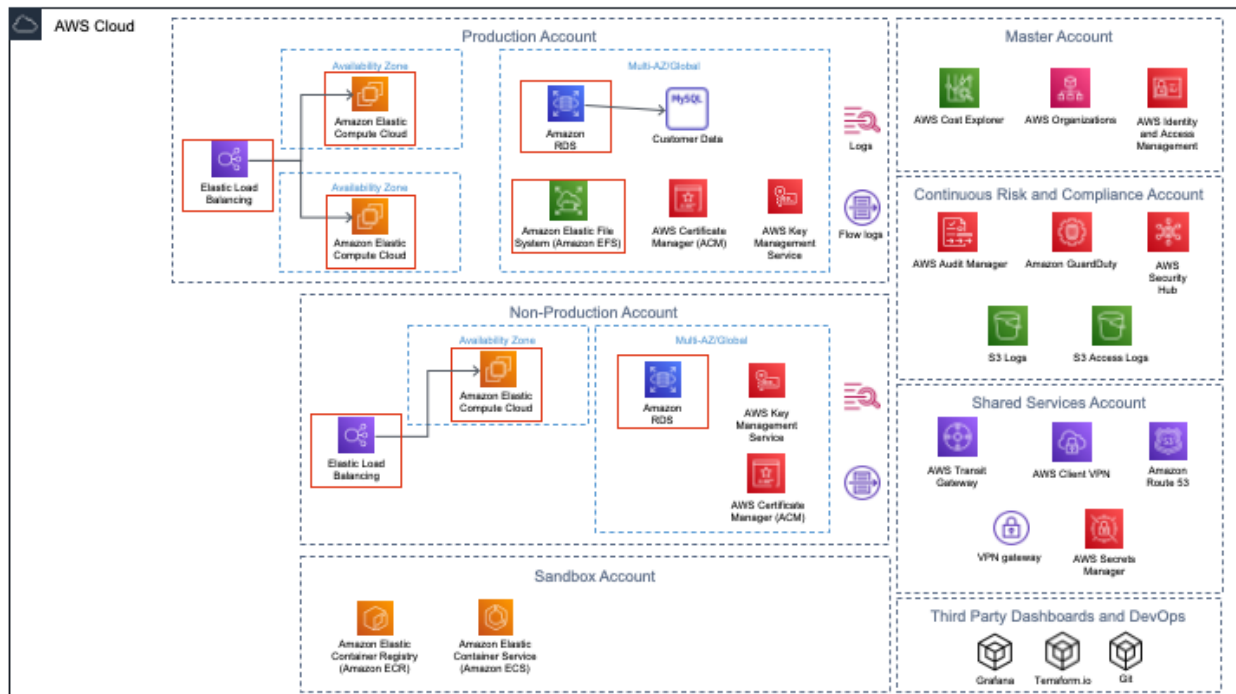 AWS Cloud
Production Account
Availability Zone
Amazon Elastic
Compute Cloud
Elastic Load
Balancing
Availability Zone
Amazon Elastic
Compute Cloud
Multi-AZ/Global
Amazon
RDS
MySQL
Customer Data
Amazon Elastic File
System (Amazon EFS)
AWS Certificate
Manager (ACM)
AWS Key
Management
Service
Logs
Flow logs
Non-Production Account
Availability Zone
Amazon Elastic
Compute Cloud
Elastic Load
Balancing
Multi-AZ/Global
Amazon
RDS
AWS Key
Management
Service
AWS Certificate
Manager (ACM)
Sandbox Account
Amazon Elastic
Container Registry
(Amazon ECR)
Amazon Elastic
Container Service
(Amazon ECS)
Master Account
AWS Cost Explorer
AWS Organizations
AWS Identity
and Access
Management
Continuous Risk and Compliance Account
AWS Audit Manager
Amazon GuardDuty
AWS
Security
Hub
S3 Logs
S3 Access Logs
Shared Services Account
AWS Transit
Gateway
AWS Client VPN
53
Amazon
Route 53
VPN gateway
AWS Secrets
Manager
Third Party Dashboards and DevOps
Grafana
Terraform.io
Git